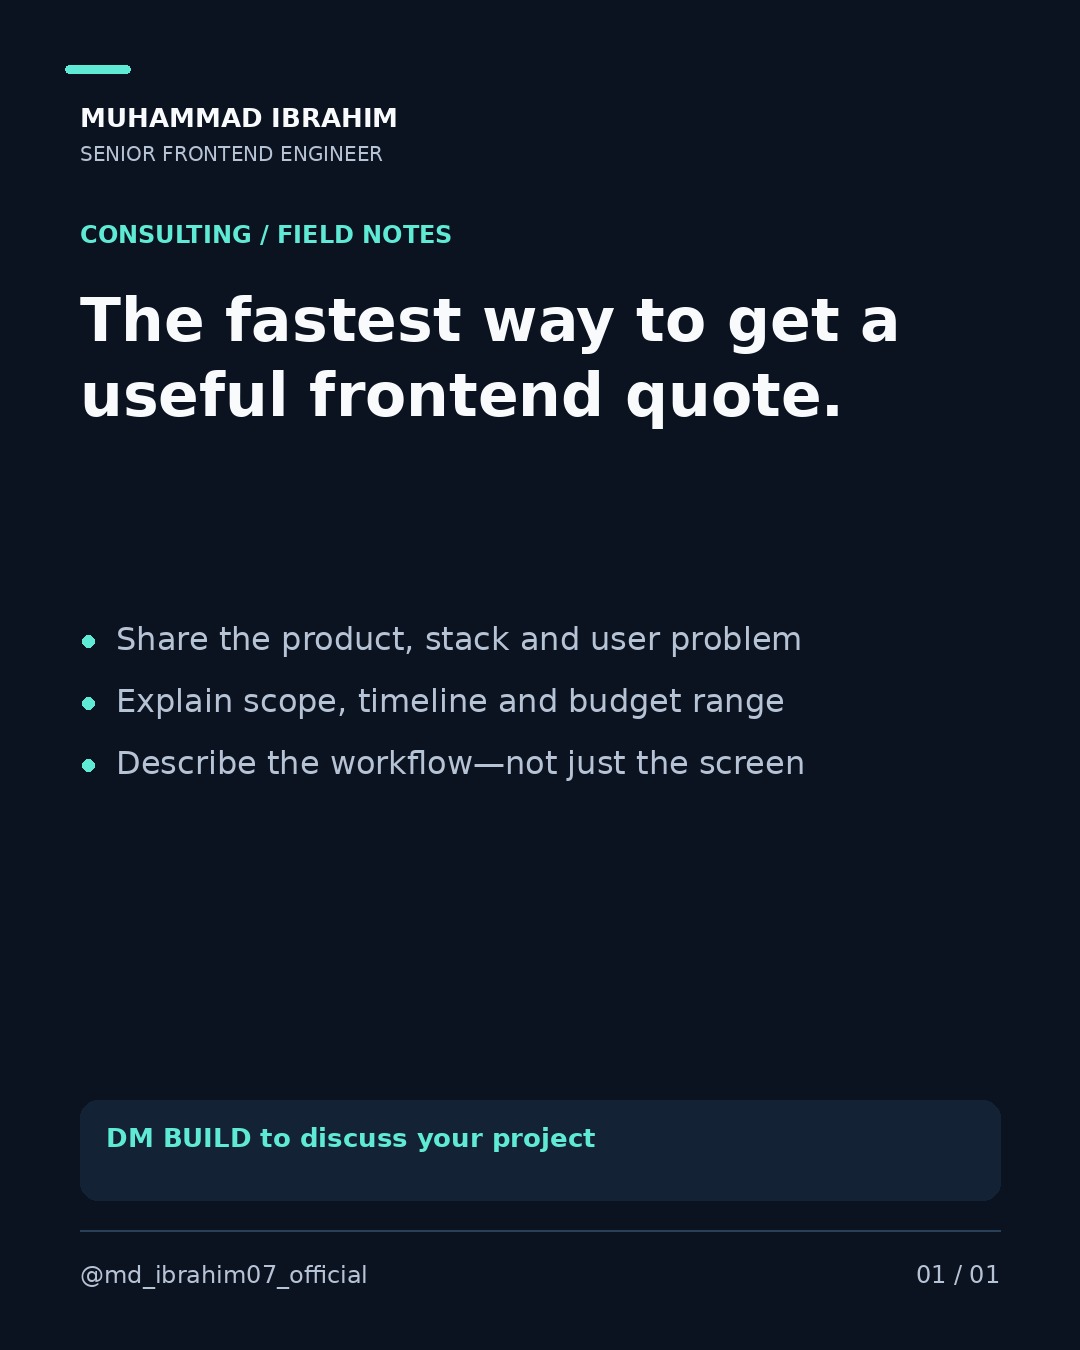 MUHAMMAD IBRAHIM
SENIOR FRONTEND ENGINEER
CONSULTING / FIELD NOTES
The fastest way to get a
useful frontend quote.
• Share the product, stack and user problem
• Explain scope, timeline and budget range
• Describe the workflow—not just the screen
DM BUILD to discuss your project
@md_ibrahim07_official
01 / 01